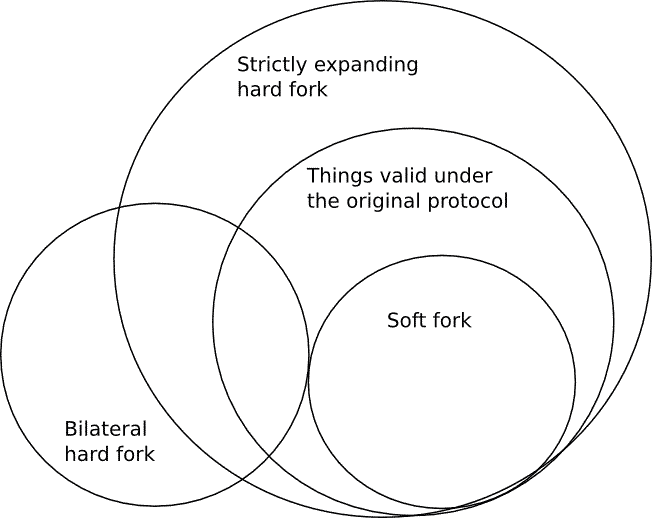 Strictly expanding
hard fork
Things valid under
the original protocol
Soft fork
Bilateral
hard fork